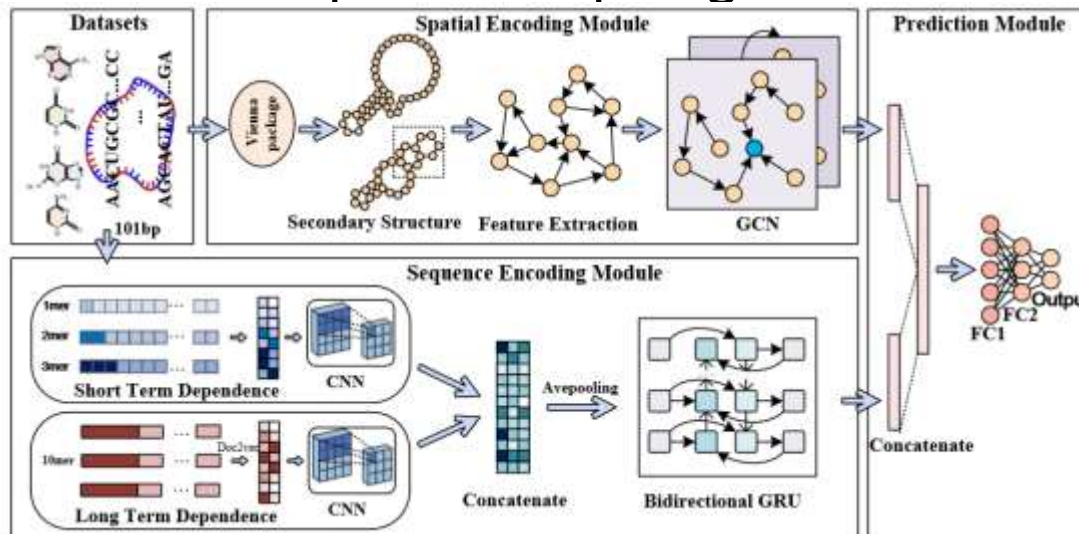 Datasets
AACUGCGC...CC
...
AGCACLAU...GA
101bp
Spatial Encoding Module
Vienna
package
Secondary Structure
Feature Extraction
GCN
Prediction Module
FC1
FC2
Output
Concatenate
Sequence Encoding Module
1mer
2mer
3mer
Short Term Dependence
CNN
10mer
Doc2vec
Long Term Dependence
CNN
Concatenate
Avepooling
Bidirectional GRU